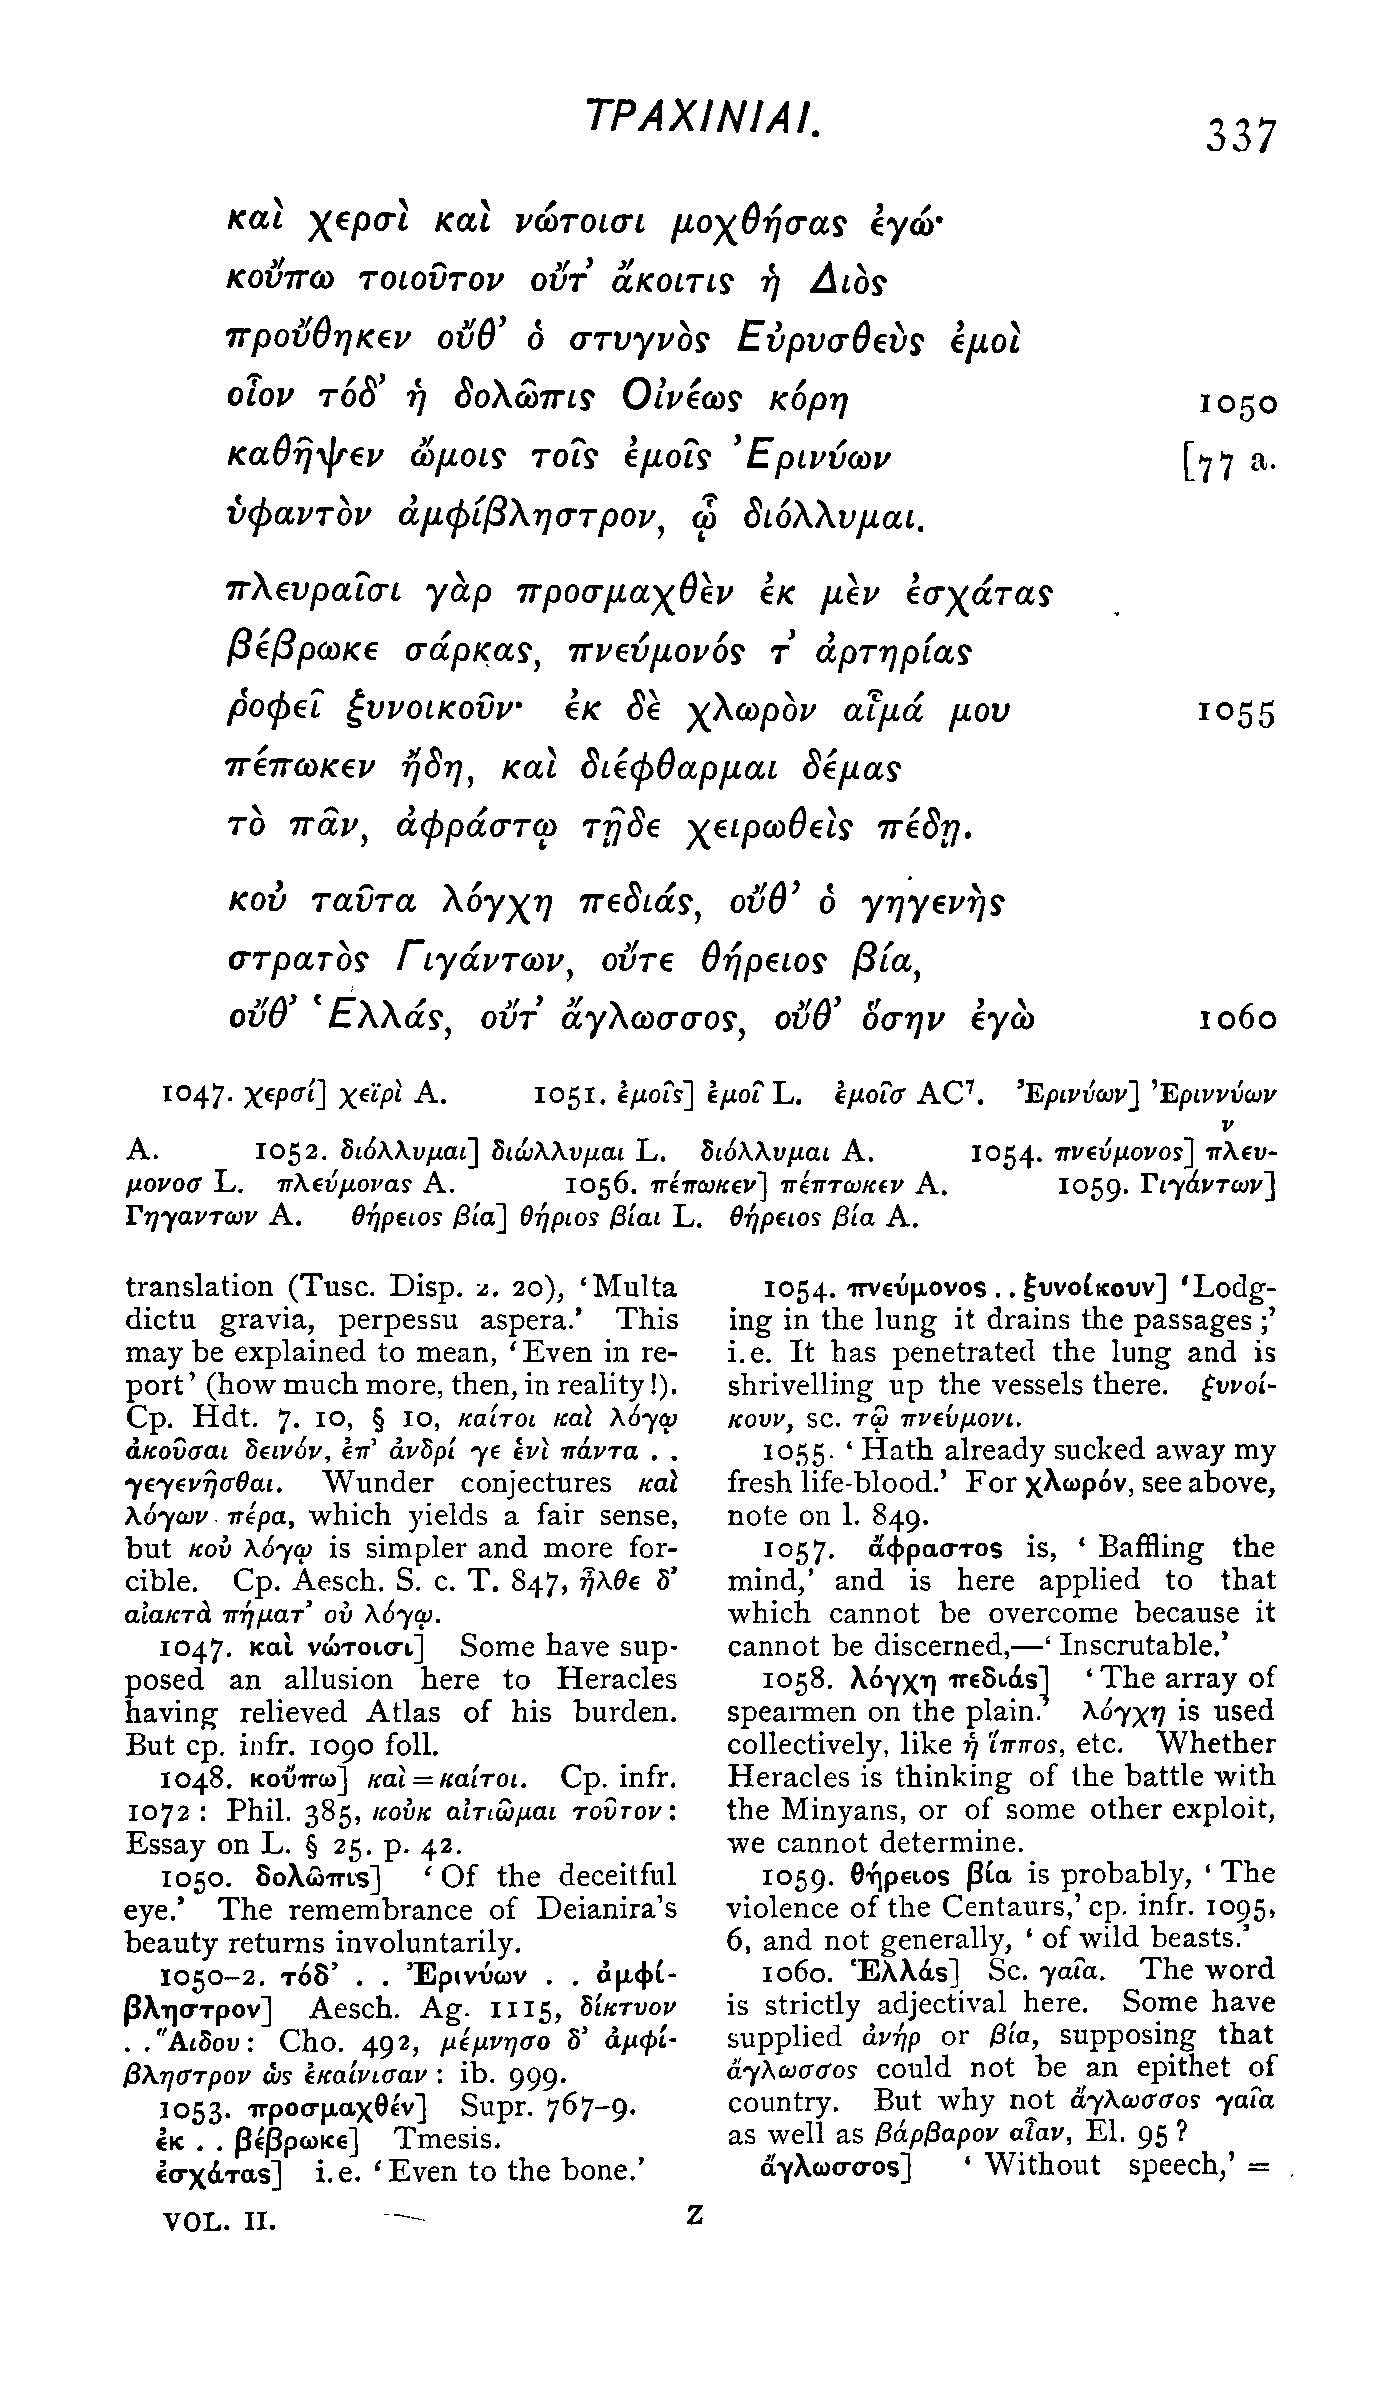 ΤΡΑΧΙΝΙΑΙ.
337
καὶ χερσὶ καὶ νώτοισι μοχθήσας ἐγώ·
κοὔπω τοιοῦτον οὔτ’ ἄκοιτις ἡ Διὸς
προὔθηκεν οὔθ’ ὁ στυγνὸς Εὐρυσθεὺς ἐμοὶ
οἷον τόδ’ ἡ δολῶπις Οἰνέως κόρη 1050
καθῆψεν ὤμοις τοῖς ἐμοῖς Ἐρινύων [77 a.
ὑφαντὸν ἀμφίβληστρον, ᾧ διόλλυμαι.
πλευραῖσι γὰρ προσμαχθὲν ἐκ μὲν ἐσχάτας
βέβρωκε σάρκας, πνεύμονός τ’ ἀρτηρίας
ῥοφεῖ ξυνοικοῦν· ἐκ δὲ χλωρὸν αἷμά μου 1055
πέπωκεν ἤδη, καὶ διέφθαρμαι δέμας
τὸ πᾶν, ἀφράστῳ τῇδε χειρωθεὶς πέδῃ.
κοὐ ταῦτα λόγχη πεδιάς, οὔθ’ ὁ γηγενὴς
στρατὸς Γιγάντων, οὔτε θήρειος βία,
οὔθ’ Ἑλλάς, οὔτ’ ἄγλωσσος, οὔθ’ ὅσην ἐγὼ 1060
1047. χερσί] χεῖρὶ A. 1051. ἐμοῖς] ἐμοῖ L. ἐμοῖσ AC⁷. Ἐρινύων] Ἐριννύων
ν
A. 1052. διόλλυμαι] διώλλυμαι L. διόλλυμαι A. 1054. πνεύμονος] πλευ-
μονοσ L. πλεύμονας A. 1056. πέπωκεν] πέπτωκεν A. 1059. Γιγάντων]
Γηγαντων A. θήρειος βία] θήριος βίαι L. θήρειος βία A.
translation (Tusc. Disp. 2. 20), ‘Multa
dictu gravia, perpessu aspera.’ This
may be explained to mean, ‘Even in re-
port’ (how much more, then, in reality!).
Cp. Hdt. 7. 10, § 10, καίτοι καὶ λόγῳ
ἀκοῦσαι δεινόν, ἐπ’ ἀνδρί γε ἑνὶ πάντα . .
γεγενῆσθαι. Wunder conjectures καὶ
λόγων πέρα, which yields a fair sense,
but κοὐ λόγῳ is simpler and more for-
cible. Cp. Aesch. S. c. T. 847, ἦλθε δ’
αἰακτὰ πήματ’ οὐ λόγῳ.
1047. καὶ νώτοισι] Some have sup-
posed an allusion here to Heracles
having relieved Atlas of his burden.
But cp. infr. 1090 foll.
1048. κοὔπω] καὶ = καίτοι. Cp. infr.
1072 : Phil. 385, κοὐκ αἰτιῶμαι τοῦτον :
Essay on L. § 25. p. 42.
1050. δολῶπις] ‘Of the deceitful
eye.’ The remembrance of Deianira’s
beauty returns involuntarily.
1050–2. τόδ’ . . Ἐρινύων . . ἀμφί-
βληστρον] Aesch. Ag. 1115, δίκτυον
. . Ἅιδου : Cho. 492, μέμνησο δ’ ἀμφί-
βληστρον ὡς ἐκαίνισαν : ib. 999.
1053. προσμαχθέν] Supr. 767–9.
ἐκ . . βέβρωκε] Tmesis.
ἐσχάτας] i.e. ‘Even to the bone.’
1054. πνεύμονος . . ξυνοίκουν] ‘Lodg-
ing in the lung it drains the passages ;’
i.e. It has penetrated the lung and is
shrivelling up the vessels there. ξυνοί-
κουν, sc. τῷ πνεύμονι.
1055. ‘Hath already sucked away my
fresh life-blood.’ For χλωρόν, see above,
note on l. 849.
1057. ἄφραστος is, ‘Baffling the
mind,’ and is here applied to that
which cannot be overcome because it
cannot be discerned,—‘Inscrutable.’
1058. λόγχη πεδιάς] ‘The array of
spearmen on the plain.’ λόγχη is used
collectively, like ἡ ἵππος, etc. Whether
Heracles is thinking of the battle with
the Minyans, or of some other exploit,
we cannot determine.
1059. θήρειος βία is probably, ‘The
violence of the Centaurs,’ cp. infr. 1095,
6, and not generally, ‘of wild beasts.’
1060. Ἑλλάς] Sc. γαῖα. The word
is strictly adjectival here. Some have
supplied ἀνήρ or βία, supposing that
ἄγλωσσος could not be an epithet of
country. But why not ἄγλωσσος γαῖα
as well as βάρβαρον αἶαν, El. 95 ?
ἄγλωσσος] ‘Without speech,’ =
VOL. II. Z